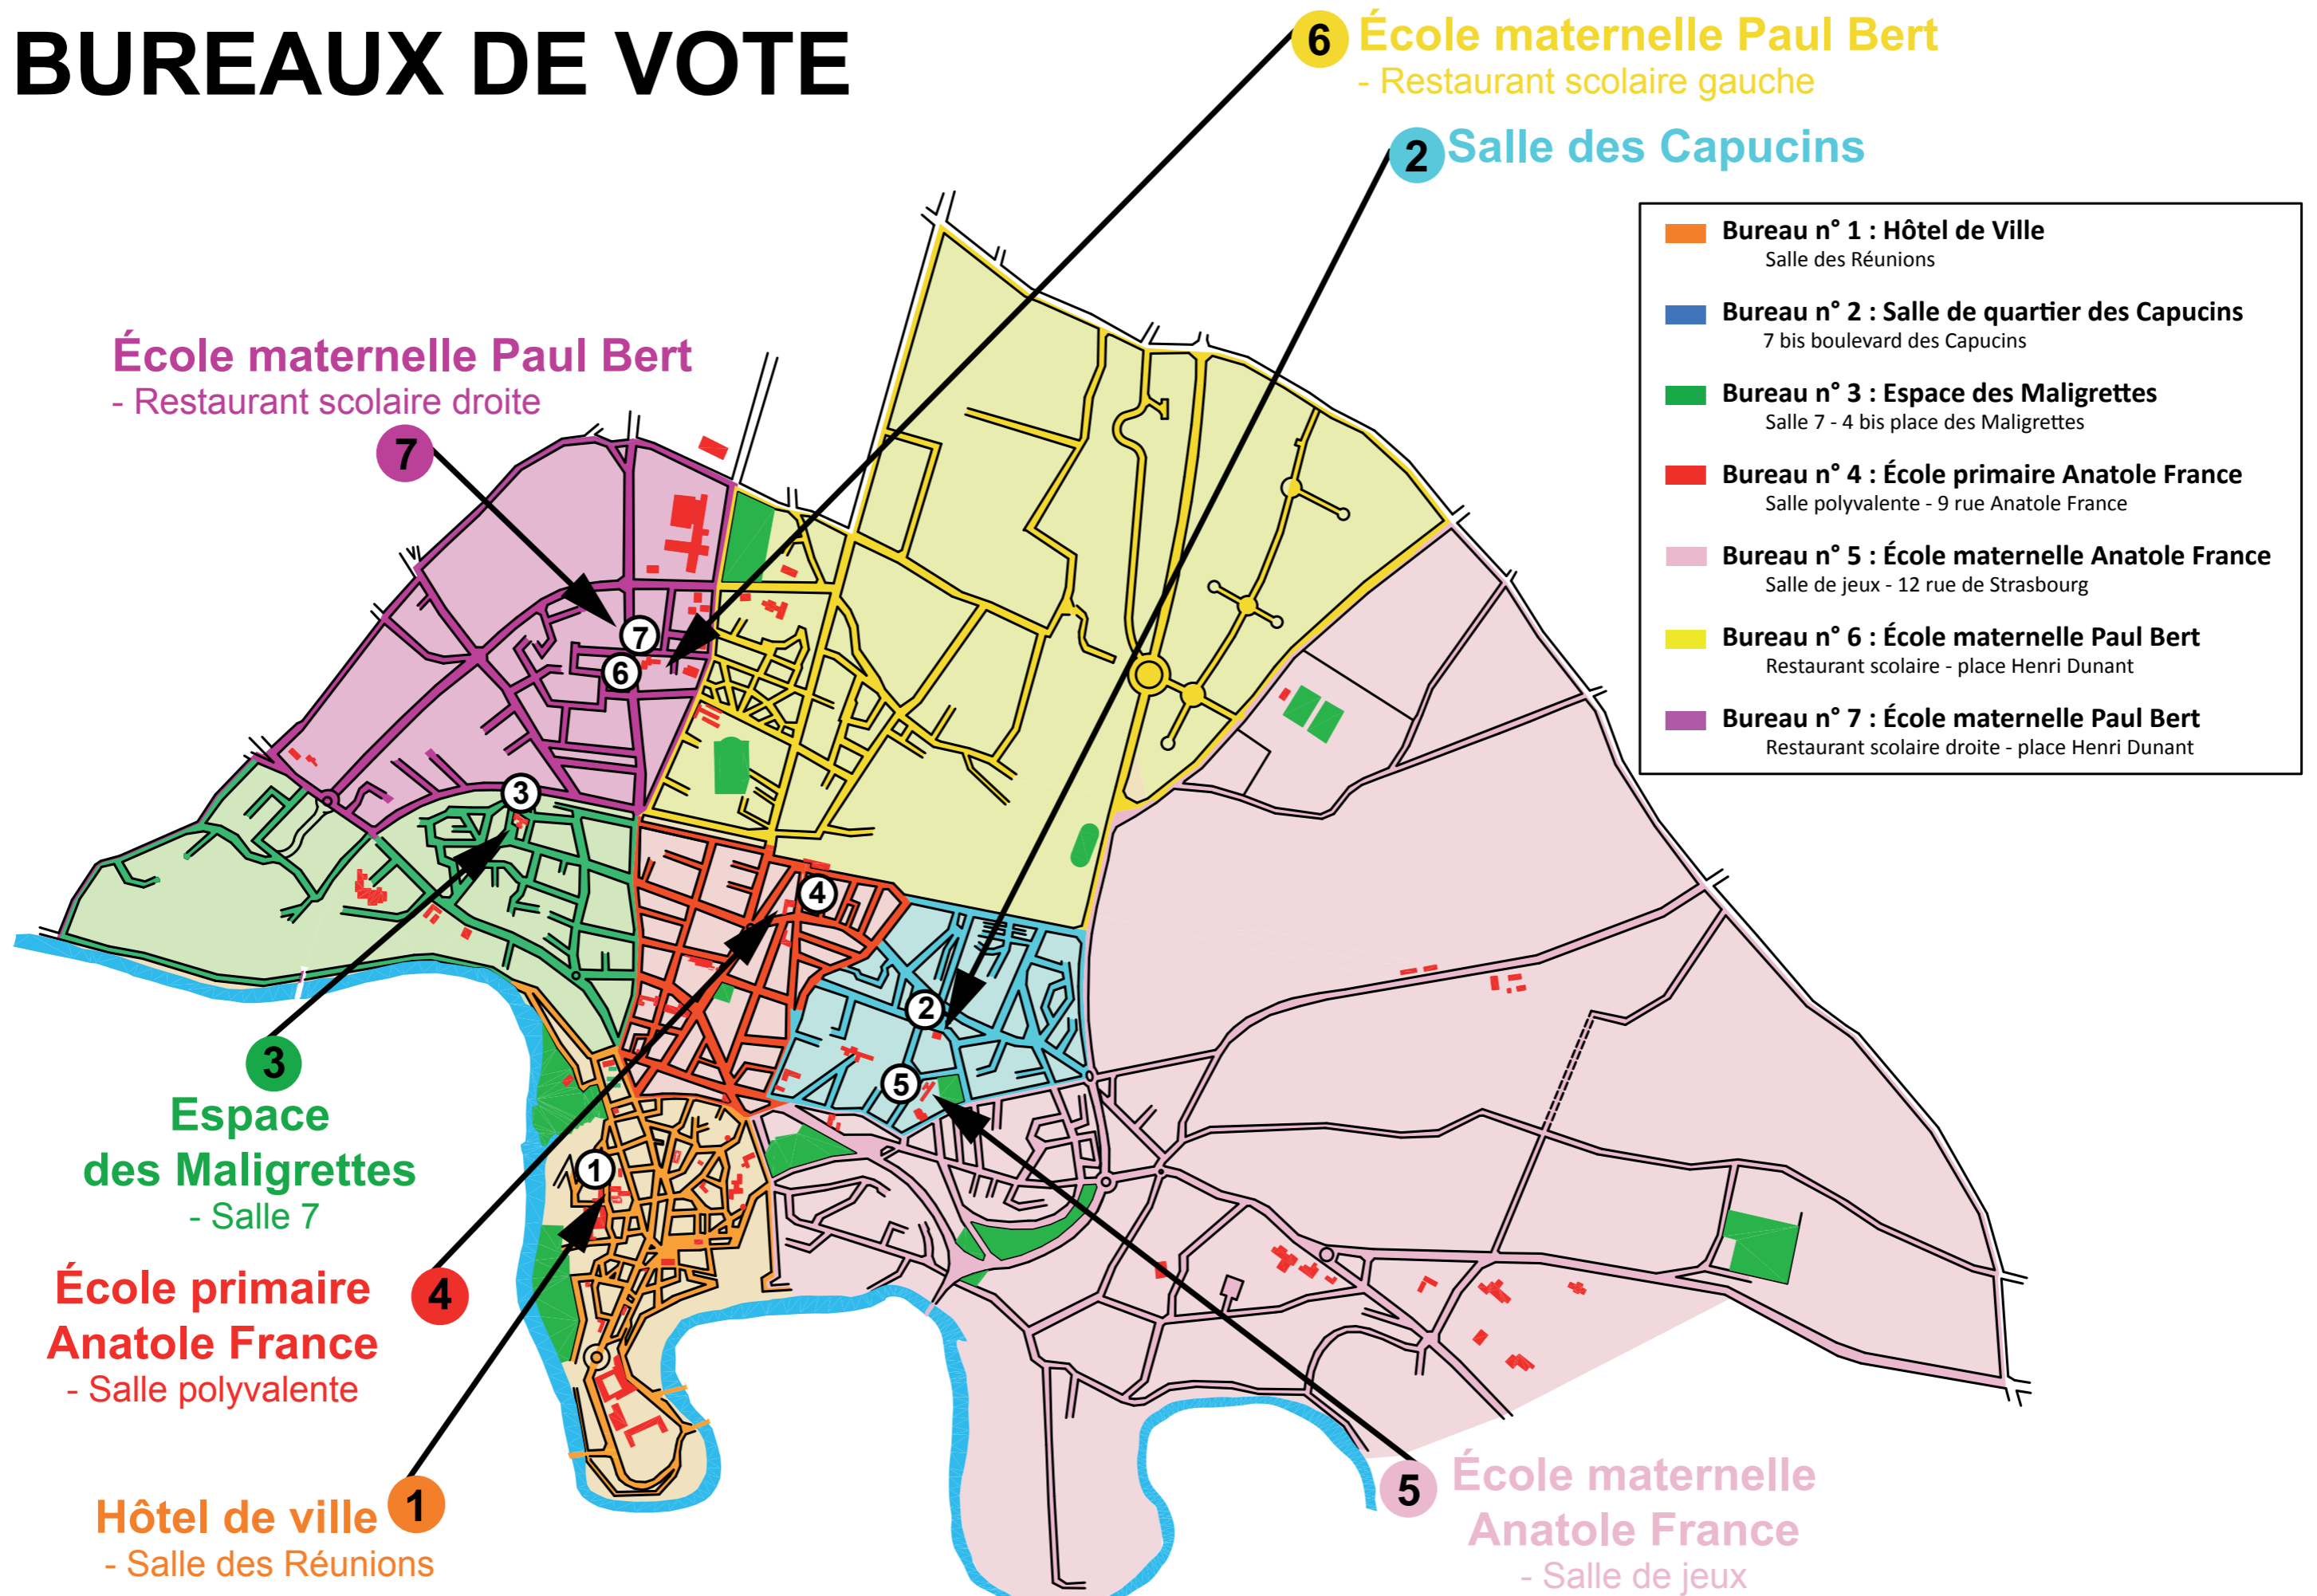 BUREAUX DE VOTE
6 École maternelle Paul Bert
- Restaurant scolaire gauche
2 Salle des Capucins
Bureau n° 1 : Hôtel de Ville
Salle des Réunions
Bureau n° 2 : Salle de quartier des Capucins
7 bis boulevard des Capucins
Bureau n° 3 : Espace des Maligrettes
Salle 7 - 4 bis place des Maligrettes
Bureau n° 4 : École primaire Anatole France
Salle polyvalente - 9 rue Anatole France
Bureau n° 5 : École maternelle Anatole France
Salle de jeux - 12 rue de Strasbourg
Bureau n° 6 : École maternelle Paul Bert
Restaurant scolaire - place Henri Dunant
Bureau n° 7 : École maternelle Paul Bert
Restaurant scolaire droite - place Henri Dunant
École maternelle Paul Bert
- Restaurant scolaire droite
7
7
6
3
4
2
5
1
3
Espace
des Maligrettes
- Salle 7
École primaire
4
Anatole France
- Salle polyvalente
Hôtel de ville 1
- Salle des Réunions
5 École maternelle
Anatole France
- Salle de jeux